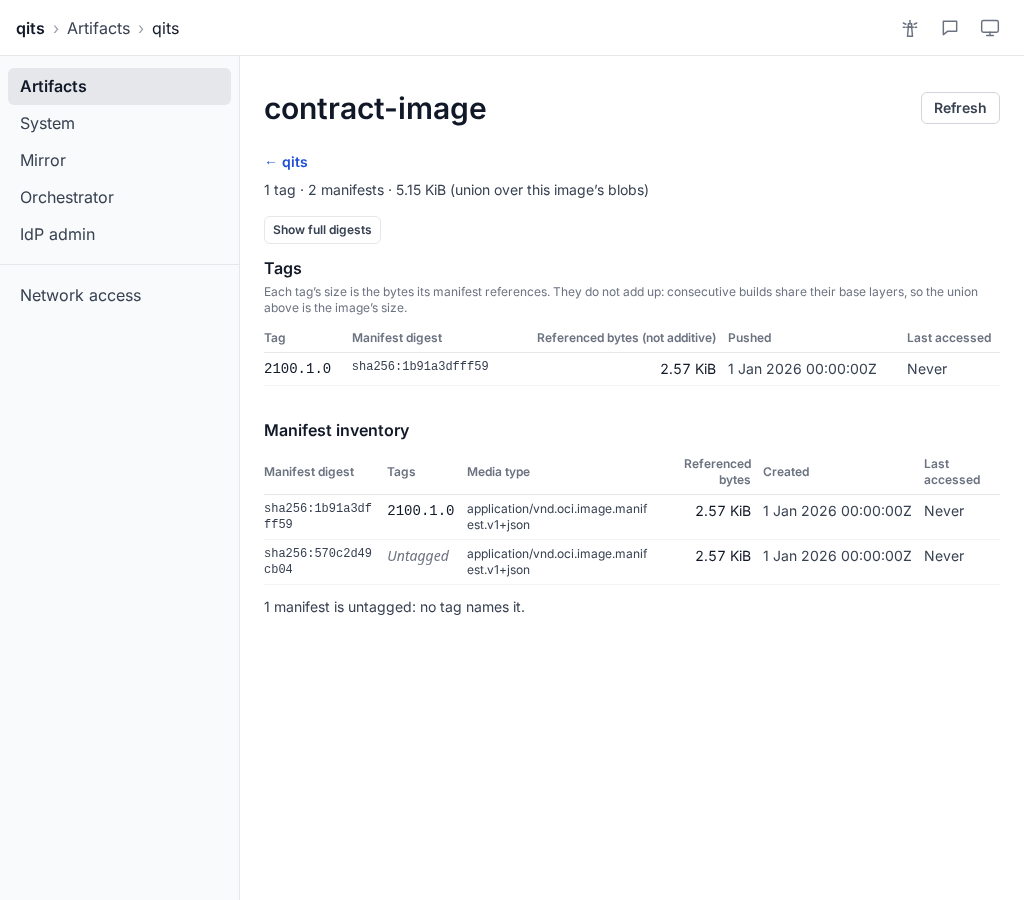 qits › Artifacts › qits
Artifacts
System
Mirror
Orchestrator
IdP admin
Network access
contract-image
Refresh
← qits
1 tag · 2 manifests · 5.15 KiB (union over this image’s blobs)
Show full digests
Tags
Each tag’s size is the bytes its manifest references. They do not add up: consecutive builds share their base layers, so the union
above is the image’s size.
Tag Manifest digest Referenced bytes (not additive) Pushed Last accessed
2100.1.0 sha256:1b91a3dfff59 2.57 KiB 1 Jan 2026 00:00:00Z Never
Manifest inventory
Manifest digest Tags Media type Referenced bytes Created Last accessed
sha256:1b91a3df
ff59 2100.1.0 application/vnd.oci.image.manif
est.v1+json 2.57 KiB 1 Jan 2026 00:00:00Z Never
sha256:570c2d49
cb04 Untagged application/vnd.oci.image.manif
est.v1+json 2.57 KiB 1 Jan 2026 00:00:00Z Never
1 manifest is untagged: no tag names it.